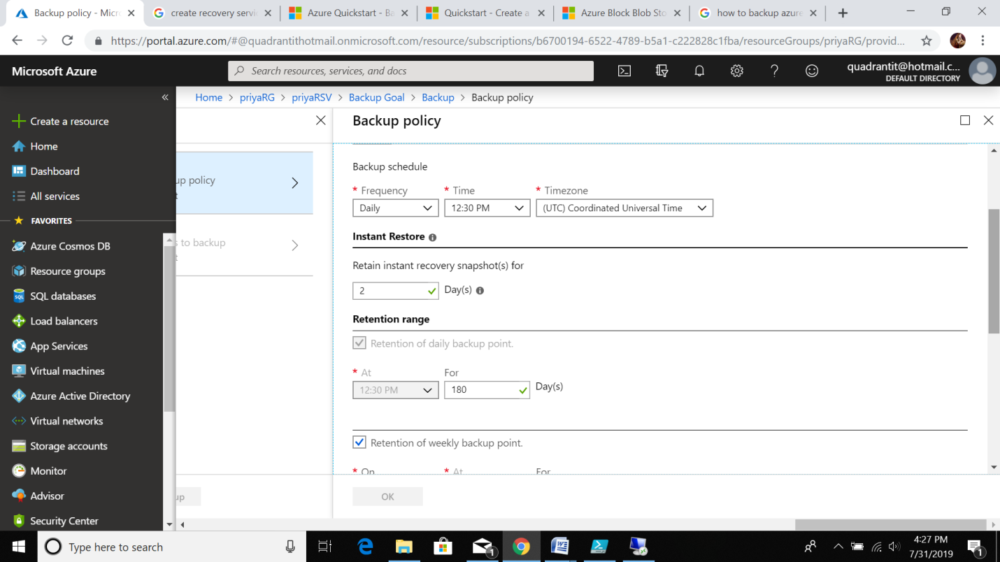 Backup policy - Micro
create recovery servi
Azure Quickstart - Ba
Quickstart - Create a
Azure Block Blob Sto
how to backup azure
https://portal.azure.com/#@quadrantithotmail.onmicrosoft.com/resource/subscriptions/b6700194-6522-4789-b5a1-c222828c1fba/resourceGroups/priyaRG/provid...
Microsoft Azure
Search resources, services, and docs
quadrantit@hotmail.c...
DEFAULT DIRECTORY
Home > priyaRG > priyaRSV > Backup Goal > Backup > Backup policy
Create a resource
Home
Dashboard
All services
FAVORITES
Azure Cosmos DB
Resource groups
SQL databases
Load balancers
App Services
Virtual machines
Azure Active Directory
Virtual networks
Storage accounts
Monitor
Advisor
Security Center
up policy
t
s to backup
t
up
Backup policy
Backup schedule
* Frequency * Time * Timezone
Daily 12:30 PM (UTC) Coordinated Universal Time
Instant Restore
Retain instant recovery snapshot(s) for
2 Day(s)
Retention range
Retention of daily backup point.
* At For
12:30 PM 180 Day(s)
Retention of weekly backup point.
* On * At For
OK
Type here to search
1
4:27 PM
7/31/2019
1